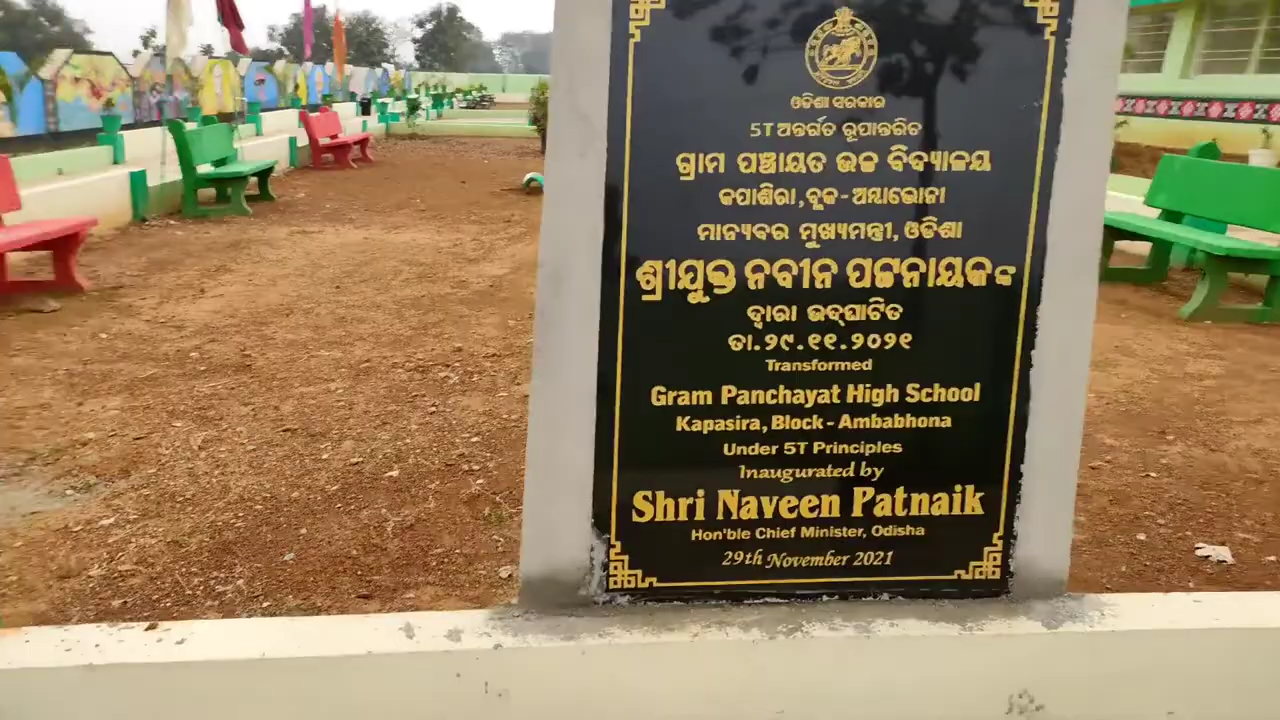 ଓଡିଶା ସରକାର
5T ଅନ୍ତର୍ଗତ ରୂପାନ୍ତରିତ
ଗ୍ରାମ ପଞ୍ଚାୟତ ଉଚ୍ଚ ବିଦ୍ୟାଳୟ
କପାଶିରା, ବ୍ଲକ - ଅମ୍ବାଭୋନା
ମାନ୍ୟବର ମୁଖ୍ୟମନ୍ତ୍ରୀ, ଓଡିଶା
ଶ୍ରୀଯୁକ୍ତ ନବୀନ ପଟ୍ଟନାୟକଙ୍କ
ଦ୍ୱାରା ଉଦ୍‌ଘାଟିତ
ତା.୨୯.୧୧.୨୦୨୧
Transformed
Gram Panchayat High School
Kapasira, Block - Ambabhona
Under 5T Principles
Inaugurated by
Shri Naveen Patnaik
Hon'ble Chief Minister, Odisha
29th November 2021